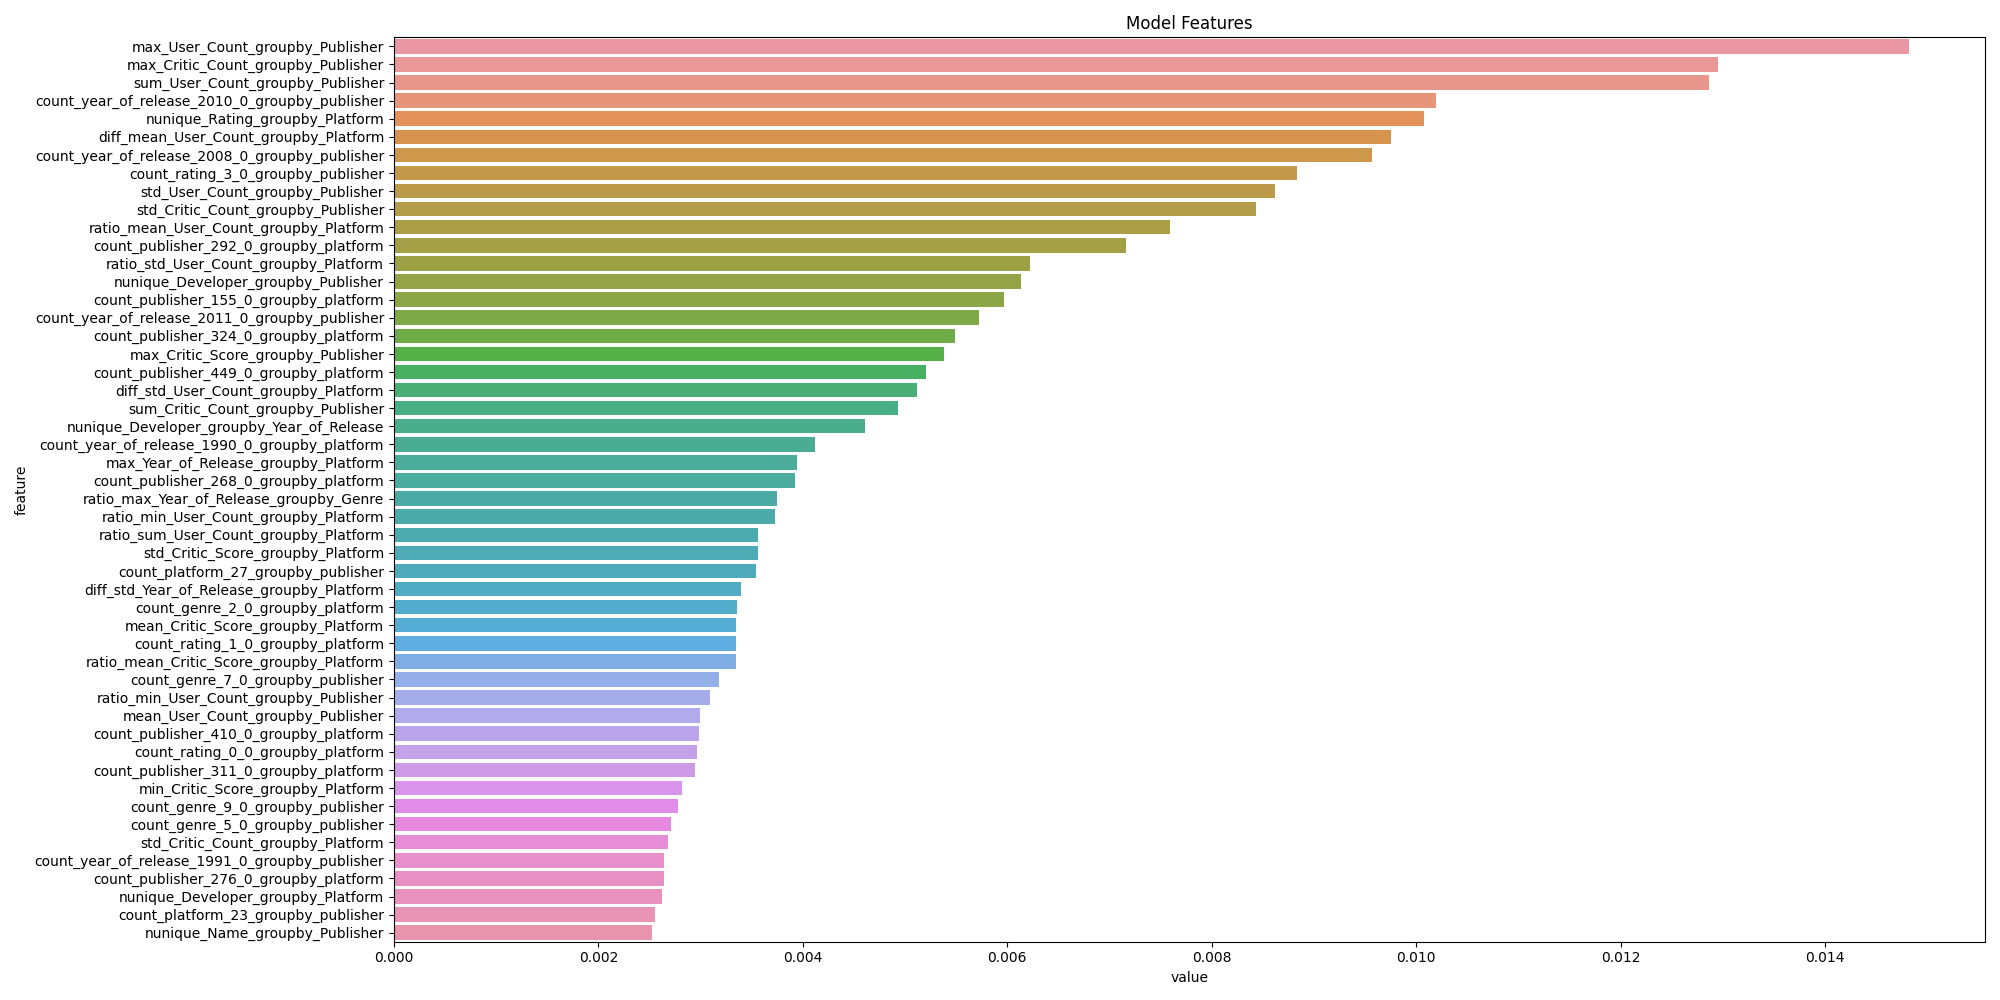 Model Features
max_User_Count_groupby_Publisher
max_Critic_Count_groupby_Publisher
sum_User_Count_groupby_Publisher
count_year_of_release_2010_0_groupby_publisher
nunique_Rating_groupby_Platform
diff_mean_User_Count_groupby_Platform
count_year_of_release_2008_0_groupby_publisher
count_rating_3_0_groupby_publisher
std_User_Count_groupby_Publisher
std_Critic_Count_groupby_Publisher
ratio_mean_User_Count_groupby_Platform
count_publisher_292_0_groupby_platform
ratio_std_User_Count_groupby_Platform
nunique_Developer_groupby_Publisher
count_publisher_155_0_groupby_platform
count_year_of_release_2011_0_groupby_publisher
count_publisher_324_0_groupby_platform
max_Critic_Score_groupby_Publisher
count_publisher_449_0_groupby_platform
diff_std_User_Count_groupby_Platform
sum_Critic_Count_groupby_Publisher
nunique_Developer_groupby_Year_of_Release
count_year_of_release_1990_0_groupby_platform
max_Year_of_Release_groupby_Platform
count_publisher_268_0_groupby_platform
ratio_max_Year_of_Release_groupby_Genre
ratio_min_User_Count_groupby_Platform
ratio_sum_User_Count_groupby_Platform
std_Critic_Score_groupby_Platform
count_platform_27_groupby_publisher
diff_std_Year_of_Release_groupby_Platform
count_genre_2_0_groupby_platform
mean_Critic_Score_groupby_Platform
count_rating_1_0_groupby_platform
ratio_mean_Critic_Score_groupby_Platform
count_genre_7_0_groupby_publisher
ratio_min_User_Count_groupby_Publisher
mean_User_Count_groupby_Publisher
count_publisher_410_0_groupby_platform
count_rating_0_0_groupby_platform
count_publisher_311_0_groupby_platform
min_Critic_Score_groupby_Platform
count_genre_9_0_groupby_publisher
count_genre_5_0_groupby_publisher
std_Critic_Count_groupby_Platform
count_year_of_release_1991_0_groupby_publisher
count_publisher_276_0_groupby_platform
nunique_Developer_groupby_Platform
count_platform_23_groupby_publisher
nunique_Name_groupby_Publisher
feature
0.000 0.002 0.004 0.006 0.008 0.010 0.012 0.014
value